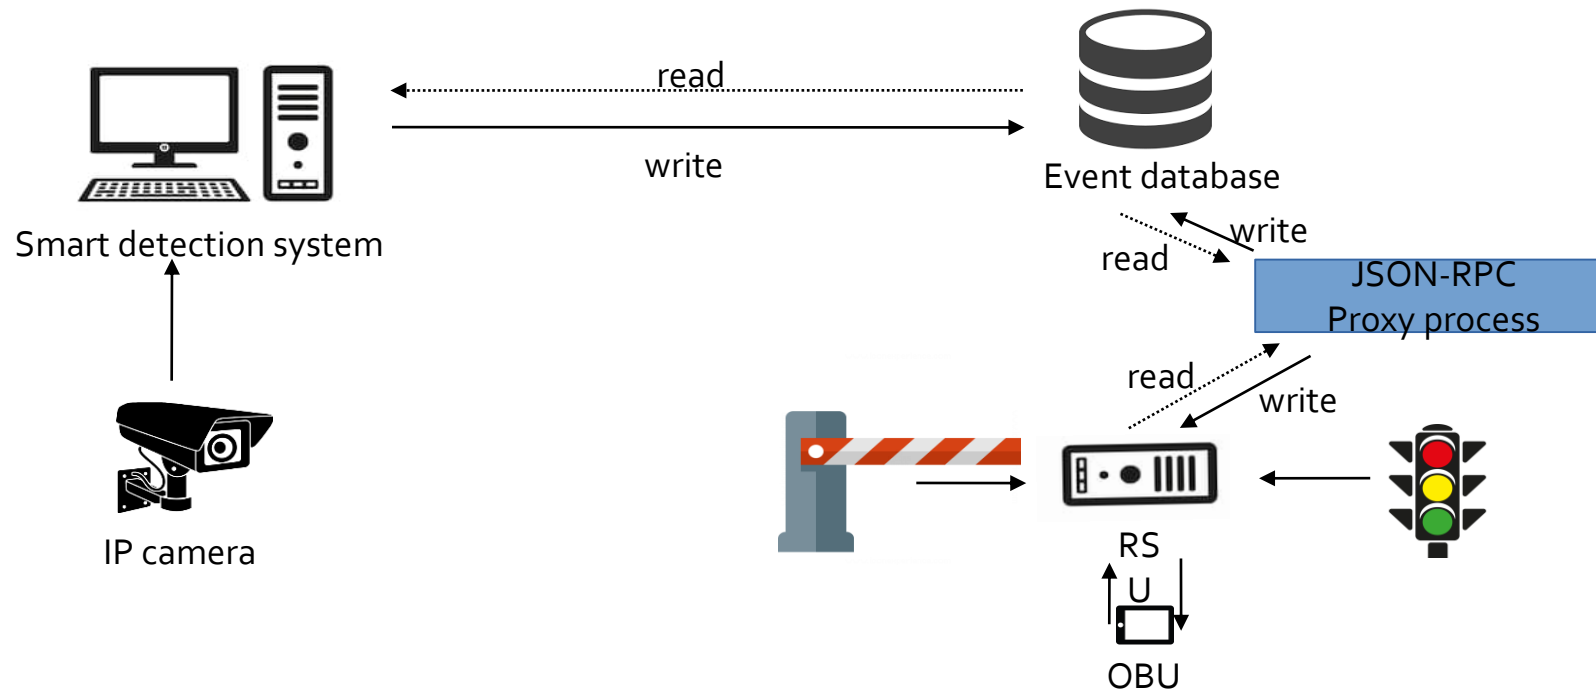 read
write
Event database
Smart detection system
write
read
JSON-RPC
Proxy process
read
write
IP camera
RS
U
OBU